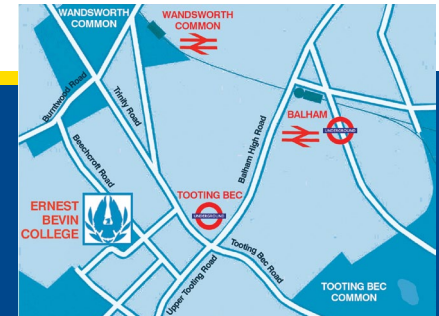 WANDSWORTH
COMMON
WANDSWORTH
COMMON
Burntwood Road
Trinity Road
Beechcroft Road
Balham High Road
BALHAM
UNDERGROUND
TOOTING BEC
UNDERGROUND
ERNEST
BEVIN
COLLEGE
Upper Tooting Road
Tooting Bec Road
TOOTING BEC
COMMON